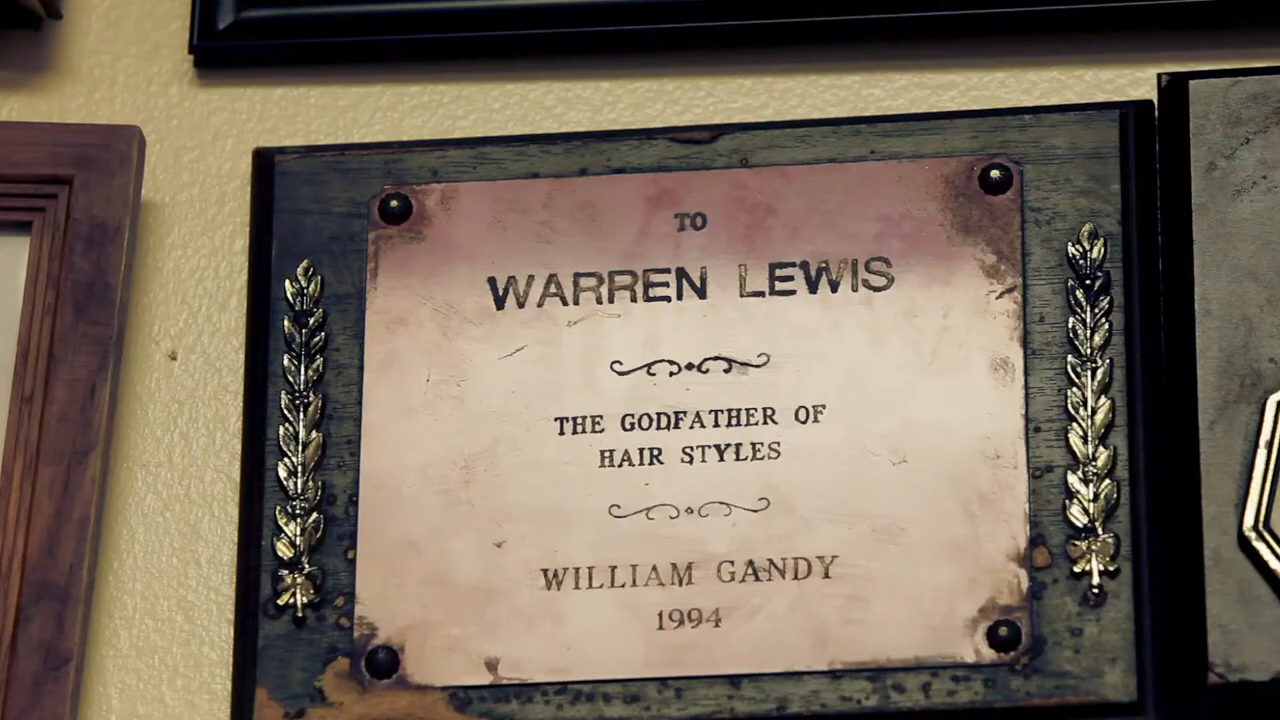 TO
WARREN LEWIS
THE GODFATHER OF
HAIR STYLES
WILLIAM GANDY
1994